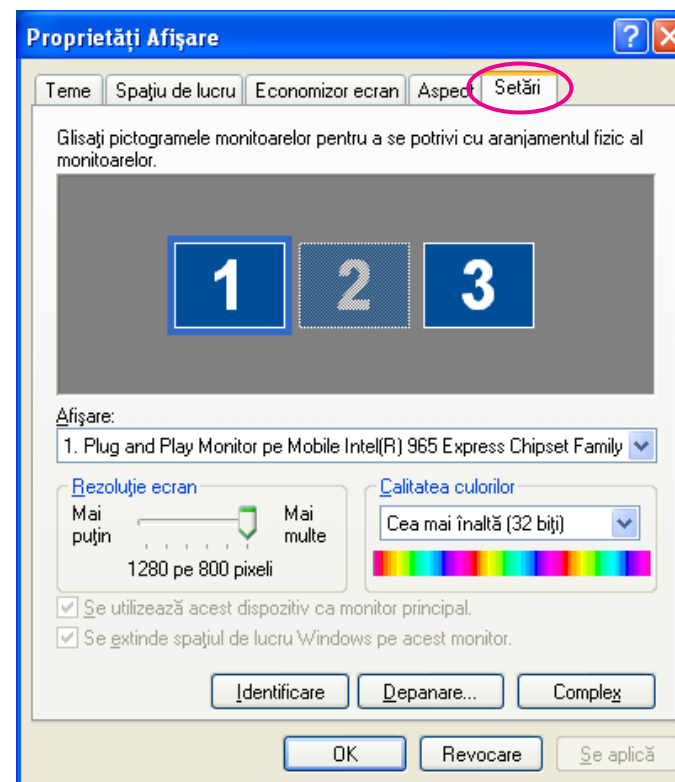 Proprietăți Afișare
Teme Spațiu de lucru Economizor ecran Aspect Setări
Glisați pictogramele monitoarelor pentru a se potrivi cu aranjamentul fizic al
monitoarelor.
1 2 3
Afișare:
1. Plug and Play Monitor pe Mobile Intel(R) 965 Express Chipset Family
Rezoluție ecran
Mai
puțin
Mai
multe
1280 pe 800 pixeli
Calitatea culorilor
Cea mai înaltă (32 biți)
Se utilizează acest dispozitiv ca monitor principal.
Se extinde spațiul de lucru Windows pe acest monitor.
Identificare Depanare... Complex
OK Revocare Se aplică